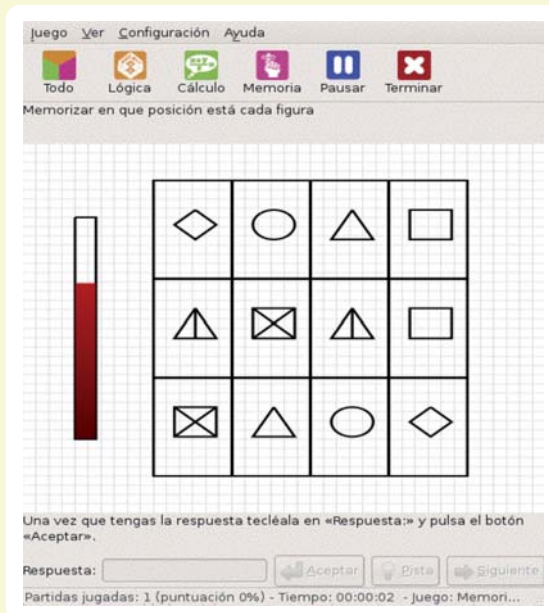 Juego Ver Configuración Ayuda
Todo Lógica Cálculo Memoria Pausar Terminar
Memorizar en que posición está cada figura
Una vez que tengas la respuesta tecléala en «Respuesta:» y pulsa el botón
«Aceptar».
Respuesta: Aceptar Pista Siguiente
Partidas jugadas: 1 (puntuación 0%) - Tiempo: 00:00:02 - Juego: Memori...